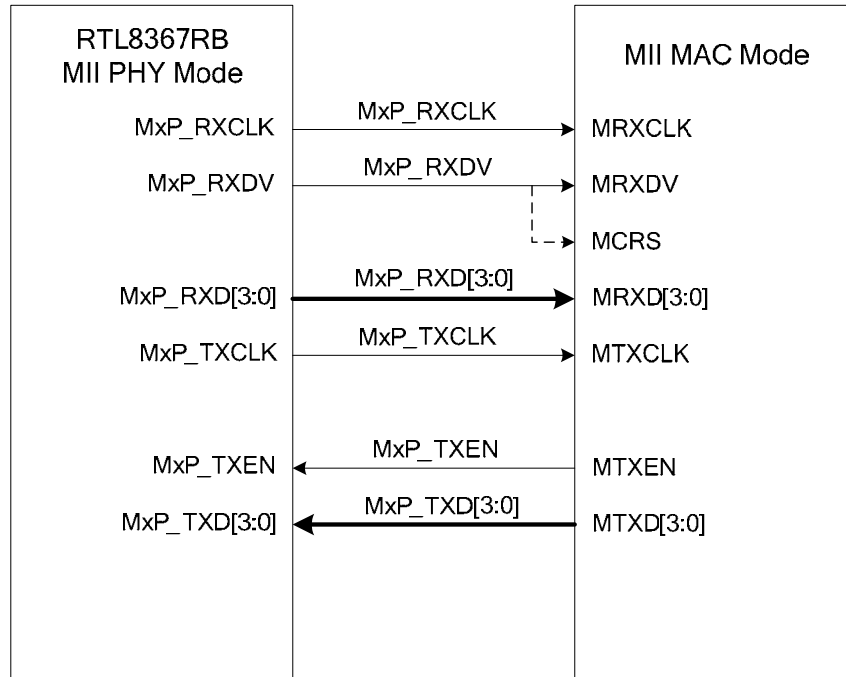 RTL8367RB
MII PHY Mode
MII MAC Mode
MxP_RXCLK MxP_RXCLK MRXCLK
MxP_RXDV MxP_RXDV MRXDV
MCRS
MxP_RXD[3:0] MxP_RXD[3:0] MRXD[3:0]
MxP_TXCLK MxP_TXCLK MTXCLK
MxP_TXEN MxP_TXEN MTXEN
MxP_TXD[3:0] MxP_TXD[3:0] MTXD[3:0]